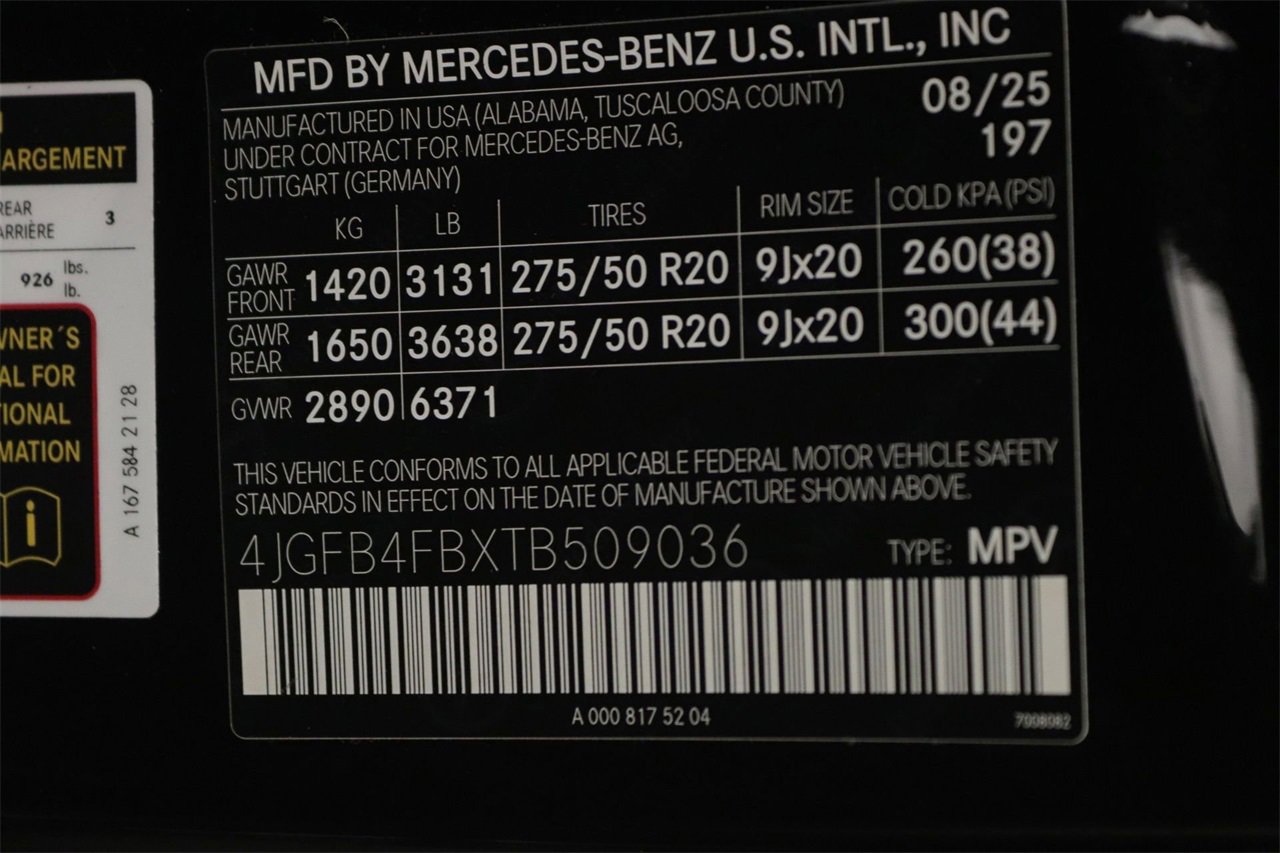 ARGEMENT
REAR
ARRIÈRE
3
926 lbs.
lb.
WNER´S
AL FOR
TIONAL
MATION
i
A 167 584 21 28
MFD BY MERCEDES-BENZ U.S. INTL., INC
MANUFACTURED IN USA (ALABAMA, TUSCALOOSA COUNTY) 08/25
UNDER CONTRACT FOR MERCEDES-BENZ AG, 197
STUTTGART (GERMANY)
KG LB TIRES RIM SIZE COLD KPA (PSI)
GAWR FRONT 1420 3131 275/50 R20 9Jx20 260(38)
GAWR REAR 1650 3638 275/50 R20 9Jx20 300(44)
GVWR 2890 6371
THIS VEHICLE CONFORMS TO ALL APPLICABLE FEDERAL MOTOR VEHICLE SAFETY
STANDARDS IN EFFECT ON THE DATE OF MANUFACTURE SHOWN ABOVE.
4JGFB4FBXTB509036 TYPE: MPV
A 000 817 52 04
7008082